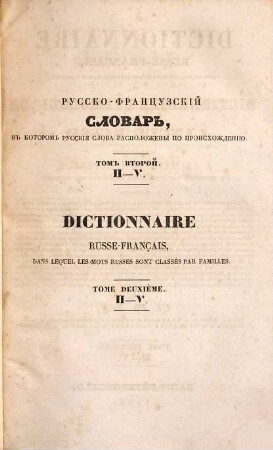 РУССКО-ФРАНЦУЗСКІЙ
СЛОВАРЬ,
ВЪ КОТОРОМЪ РУССКІЯ СЛОВА РАСПОЛОЖЕНЫ ПО ПРОИСХОЖДЕНІЮ.
ТОМЪ ВТОРОЙ.
П—Ѵ.
DICTIONNAIRE
RUSSE-FRANÇAIS,
DANS LEQUEL LES MOTS RUSSES SONT CLASSÉS PAR FAMILLES.
TOME DEUXIÈME.
П—Ѵ.